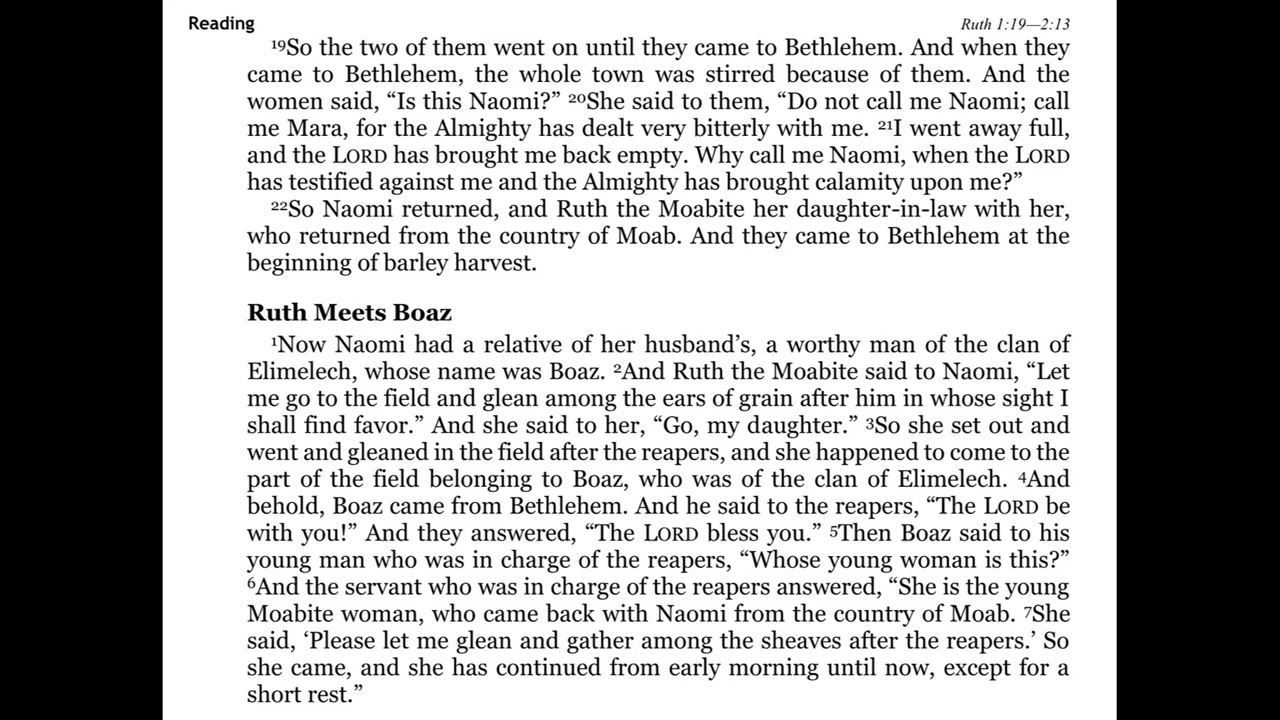 Reading
Ruth 1:19—2:13
¹⁹So the two of them went on until they came to Bethlehem. And when they
came to Bethlehem, the whole town was stirred because of them. And the
women said, “Is this Naomi?” ²⁰She said to them, “Do not call me Naomi; call
me Mara, for the Almighty has dealt very bitterly with me. ²¹I went away full,
and the LORD has brought me back empty. Why call me Naomi, when the LORD
has testified against me and the Almighty has brought calamity upon me?”
²²So Naomi returned, and Ruth the Moabite her daughter-in-law with her,
who returned from the country of Moab. And they came to Bethlehem at the
beginning of barley harvest.
Ruth Meets Boaz
¹Now Naomi had a relative of her husband’s, a worthy man of the clan of
Elimelech, whose name was Boaz. ²And Ruth the Moabite said to Naomi, “Let
me go to the field and glean among the ears of grain after him in whose sight I
shall find favor.” And she said to her, “Go, my daughter.” ³So she set out and
went and gleaned in the field after the reapers, and she happened to come to the
part of the field belonging to Boaz, who was of the clan of Elimelech. ⁴And
behold, Boaz came from Bethlehem. And he said to the reapers, “The LORD be
with you!” And they answered, “The LORD bless you.” ⁵Then Boaz said to his
young man who was in charge of the reapers, “Whose young woman is this?”
⁶And the servant who was in charge of the reapers answered, “She is the young
Moabite woman, who came back with Naomi from the country of Moab. ⁷She
said, ‘Please let me glean and gather among the sheaves after the reapers.’ So
she came, and she has continued from early morning until now, except for a
short rest.”